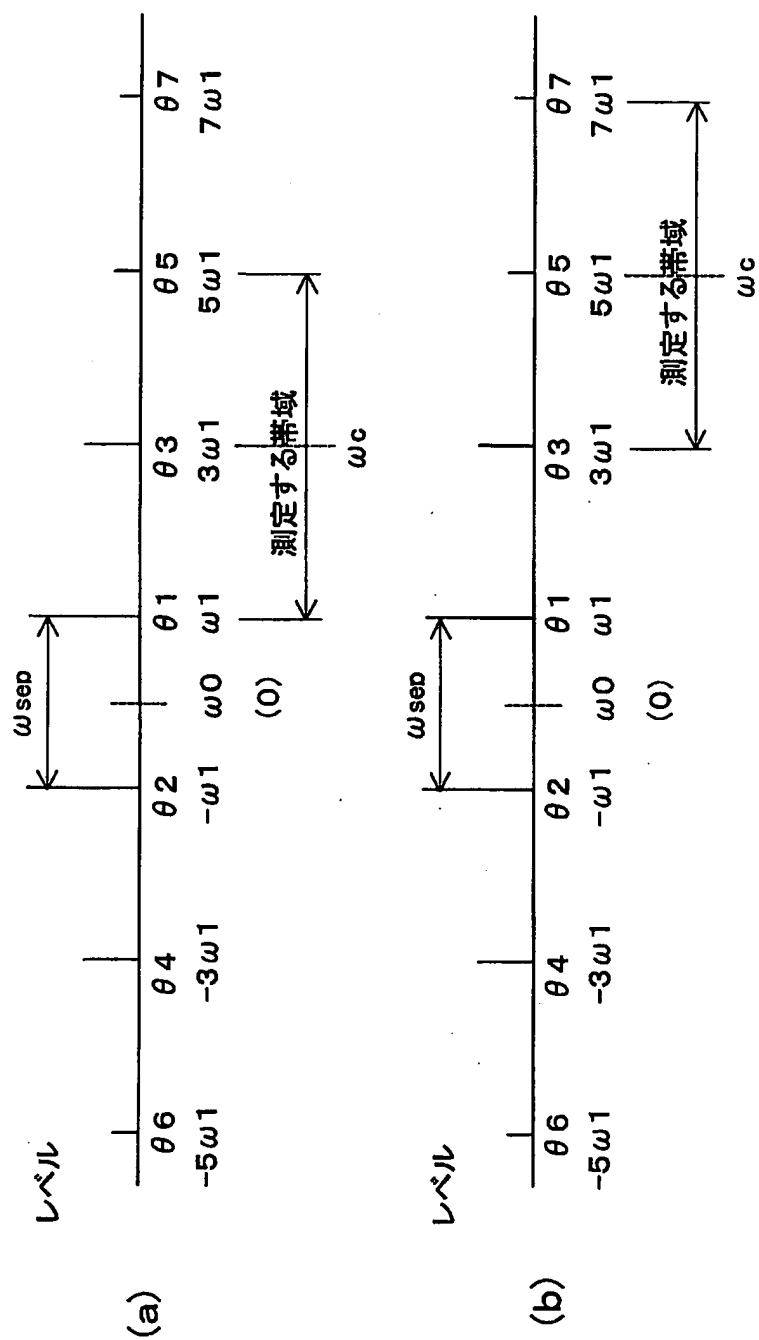 (a)
レベル
ωsep
θ6 θ4 θ2 θ1 θ3 θ5 θ7
-5ω1 -3ω1 -ω1 ω0 ω1 3ω1 5ω1 7ω1
(0)
測定する帯域
ωc
(b)
レベル
ωsep
θ6 θ4 θ2 θ1 θ3 θ5 θ7
-5ω1 -3ω1 -ω1 ω0 ω1 3ω1 5ω1 7ω1
(0)
測定する帯域
ωc